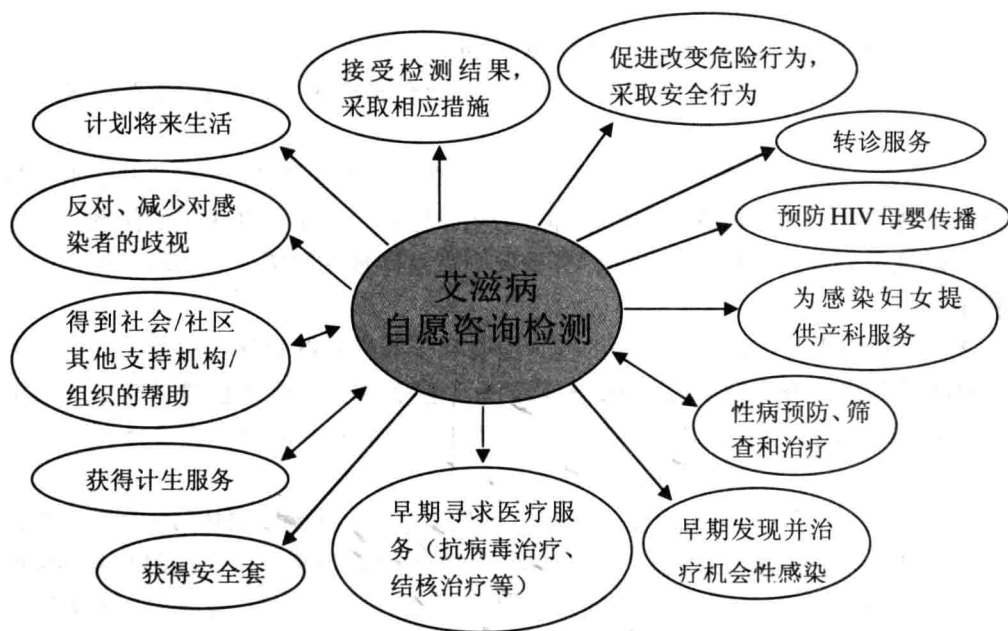 接受检测结果，
采取相应措施
促进改变危险行为，
采取安全行为
计划将来生活
转诊服务
反对、减少对感
染者的歧视
预防HIV母婴传播
艾滋病
自愿咨询检测
为感染妇女提
供产科服务
得到社会/社区
其他支持机构/
组织的帮助
性病预防、筛
查和治疗
获得计生服务
早期寻求医疗服
务（抗病毒治疗、
结核治疗等）
早期发现并治
疗机会性感染
获得安全套